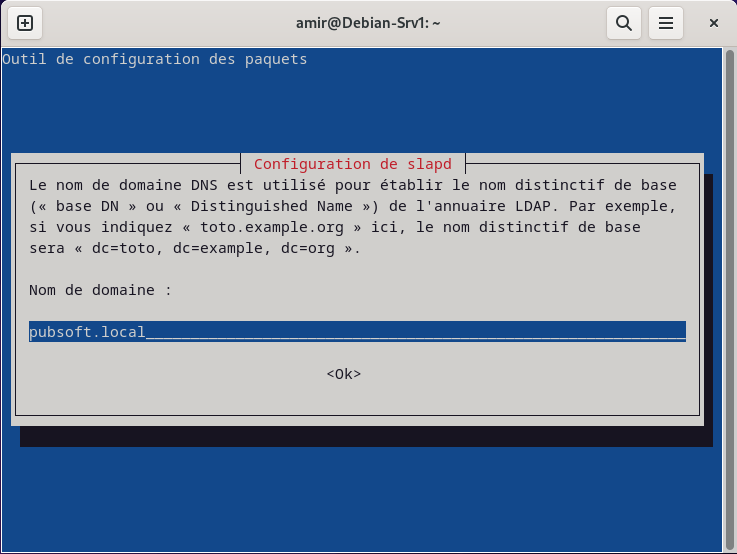 amir@Debian-Srv1: ~
Outil de configuration des paquets
Configuration de slapd
Le nom de domaine DNS est utilisé pour établir le nom distinctif de base
(« base DN » ou « Distinguished Name ») de l'annuaire LDAP. Par exemple,
si vous indiquez « toto.example.org » ici, le nom distinctif de base
sera « dc=toto, dc=example, dc=org ».
Nom de domaine :
pubsoft.local
<Ok>